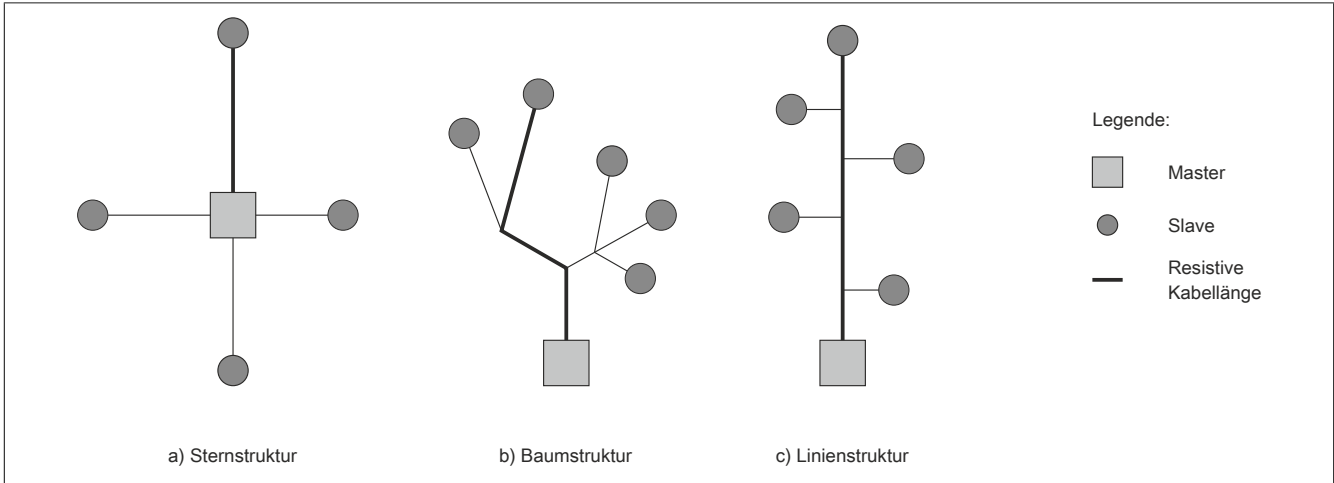 Legende:
Master
Slave
Resistive
Kabellänge
a) Sternstruktur
b) Baumstruktur
c) Linienstruktur